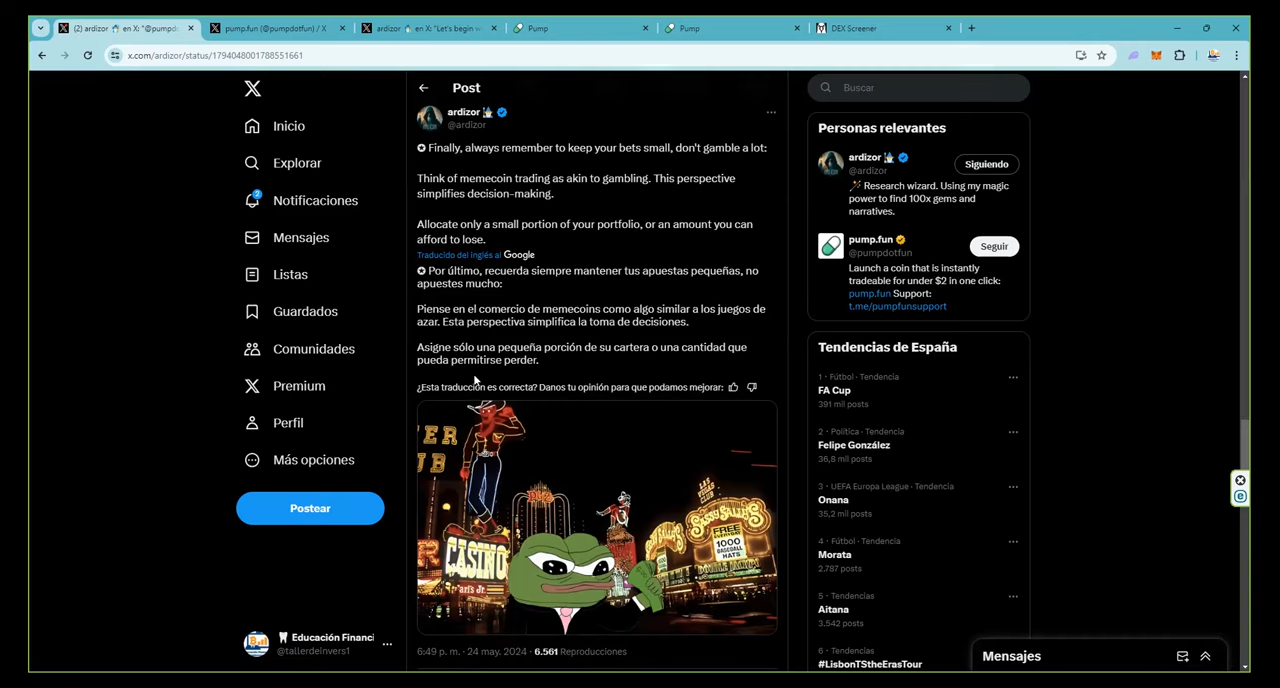 (2) ardizor en X: "@pumpdo
pump.fun (@pumpdotfun) / X
ardizor en X: "Let's begin w
Pump
Pump
DEX Screener
x.com/ardizor/status/1794048001788551661
Inicio
Explorar
2
Notificaciones
Mensajes
Listas
Guardados
Comunidades
Premium
Perfil
Más opciones
Postear
Educación Financi
@tallerdeinvers1
Post
ardizor
@ardizor
✪ Finally, always remember to keep your bets small, don't gamble a lot:
Think of memecoin trading as akin to gambling. This perspective
simplifies decision-making.
Allocate only a small portion of your portfolio, or an amount you can
afford to lose.
Traducido del inglés al Google
✪ Por último, recuerda siempre mantener tus apuestas pequeñas, no
apuestes mucho:
Piense en el comercio de memecoins como algo similar a los juegos de
azar. Esta perspectiva simplifica la toma de decisiones.
Asigne sólo una pequeña porción de su cartera o una cantidad que
pueda permitirse perder.
¿Esta traducción es correcta? Danos tu opinión para que podamos mejorar:
CASINO
LAS
VEGAS
CLUB
SASSY SALLY'S
FREE
1000
BASEBALL
HATS
6:49 p. m. · 24 may. 2024 · 6.561 Reproducciones
Buscar
Personas relevantes
ardizor
@ardizor
Siguiendo
Research wizard. Using my magic
power to find 100x gems and
narratives.
pump.fun
@pumpdotfun
Seguir
Launch a coin that is instantly
tradeable for under $2 in one click:
pump.fun Support:
t.me/pumpfunsupport
Tendencias de España
1 · Fútbol · Tendencia
FA Cup
391 mil posts
2 · Política · Tendencia
Felipe González
36,8 mil posts
3 · UEFA Europa League · Tendencia
Onana
35,2 mil posts
4 · Fútbol · Tendencia
Morata
2.787 posts
5 · Tendencias
Aitana
3.542 posts
6 · Tendencias
#LisbonTStheErasTour
Mensajes